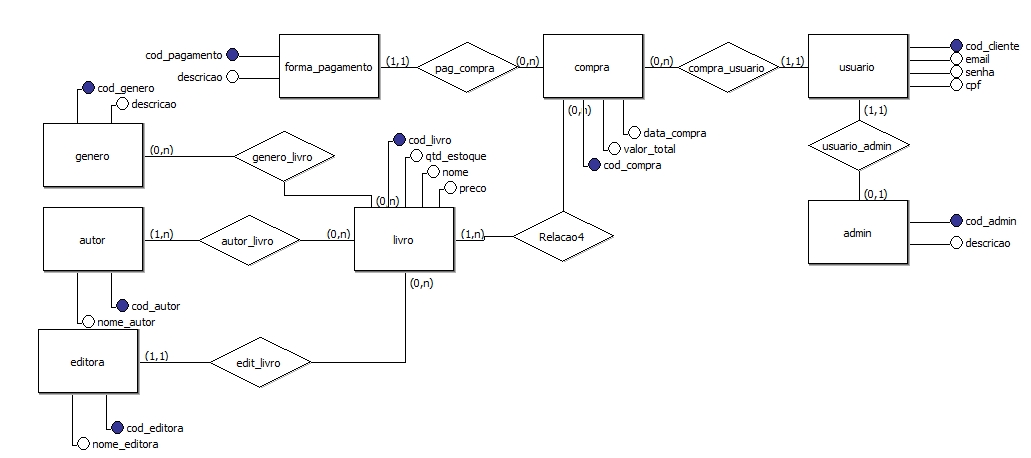 cod_pagamento
descricao
forma_pagamento
(1,1)
pag_compra
(0,n)
compra
(0,n)
compra_usuario
(1,1)
usuario
cod_cliente
email
senha
cpf
cod_genero
descricao
genero
(0,n)
genero_livro
(0,n)
cod_livro
qtd_estoque
nome
preco
(0,n)
data_compra
valor_total
cod_compra
(1,1)
usuario_admin
(0,1)
admin
cod_admin
descricao
autor
(1,n)
autor_livro
(0,n)
livro
(1,n)
Relacao4
(0,n)
cod_autor
nome_autor
editora
(1,1)
edit_livro
cod_editora
nome_editora